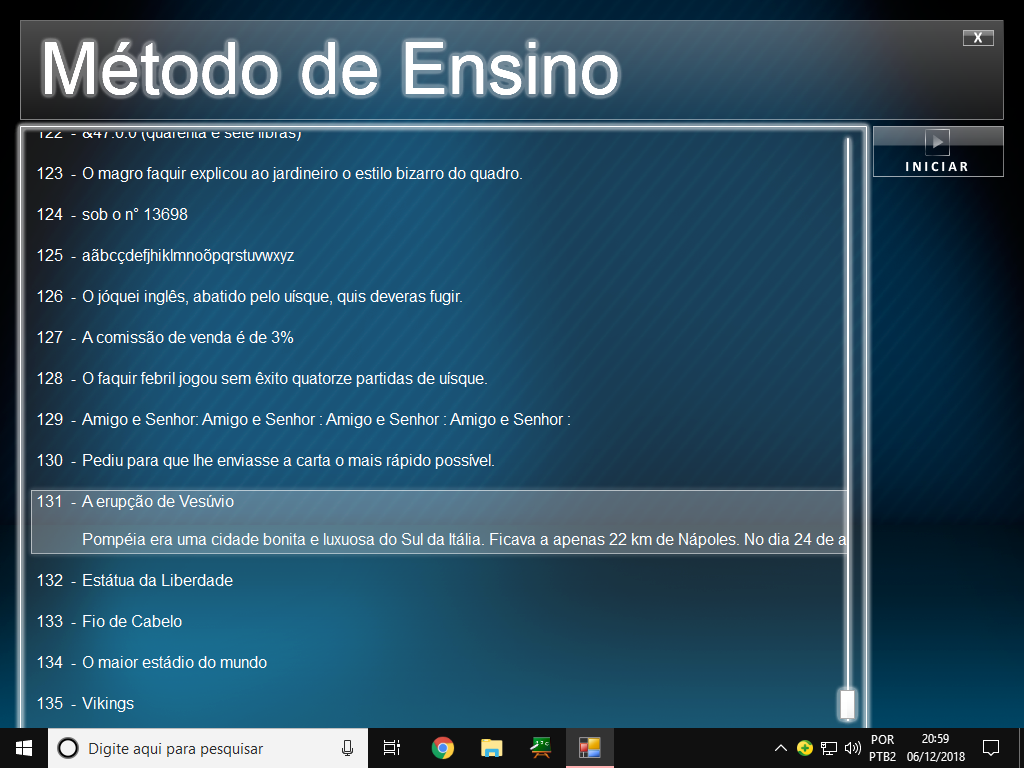 Método de Ensino
X
INICIAR
122 - &47.0.0 (quarenta e sete libras)
123 - O magro faquir explicou ao jardineiro o estilo bizarro do quadro.
124 - sob o n° 13698
125 - aãbcçdefjhiklmnoõpqrstuvwxyz
126 - O jóquei inglês, abatido pelo uísque, quis deveras fugir.
127 - A comissão de venda é de 3%
128 - O faquir febril jogou sem êxito quatorze partidas de uísque.
129 - Amigo e Senhor: Amigo e Senhor : Amigo e Senhor : Amigo e Senhor :
130 - Pediu para que lhe enviasse a carta o mais rápido possível.
131 - A erupção de Vesúvio
Pompéia era uma cidade bonita e luxuosa do Sul da Itália. Ficava a apenas 22 km de Nápoles. No dia 24 de a
132 - Estátua da Liberdade
133 - Fio de Cabelo
134 - O maior estádio do mundo
135 - Vikings
Digite aqui para pesquisar
POR
PTB2
20:59
06/12/2018